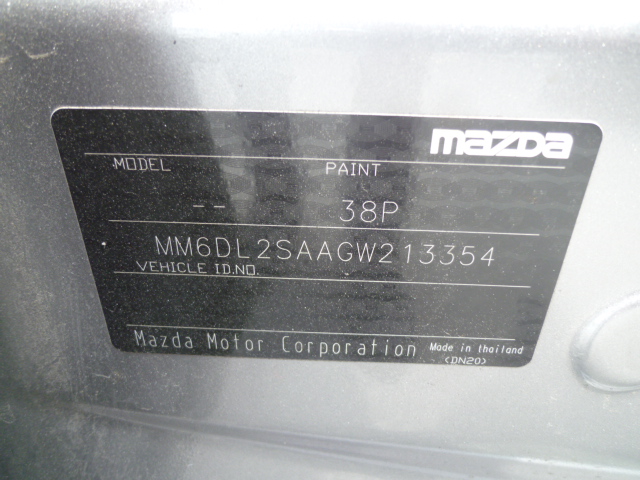 mazda
MODEL PAINT
-- 38P
MM6DL2SAAGW213354
VEHICLE ID.NO.
Mazda Motor Corporation Made in thailand
(DN20)